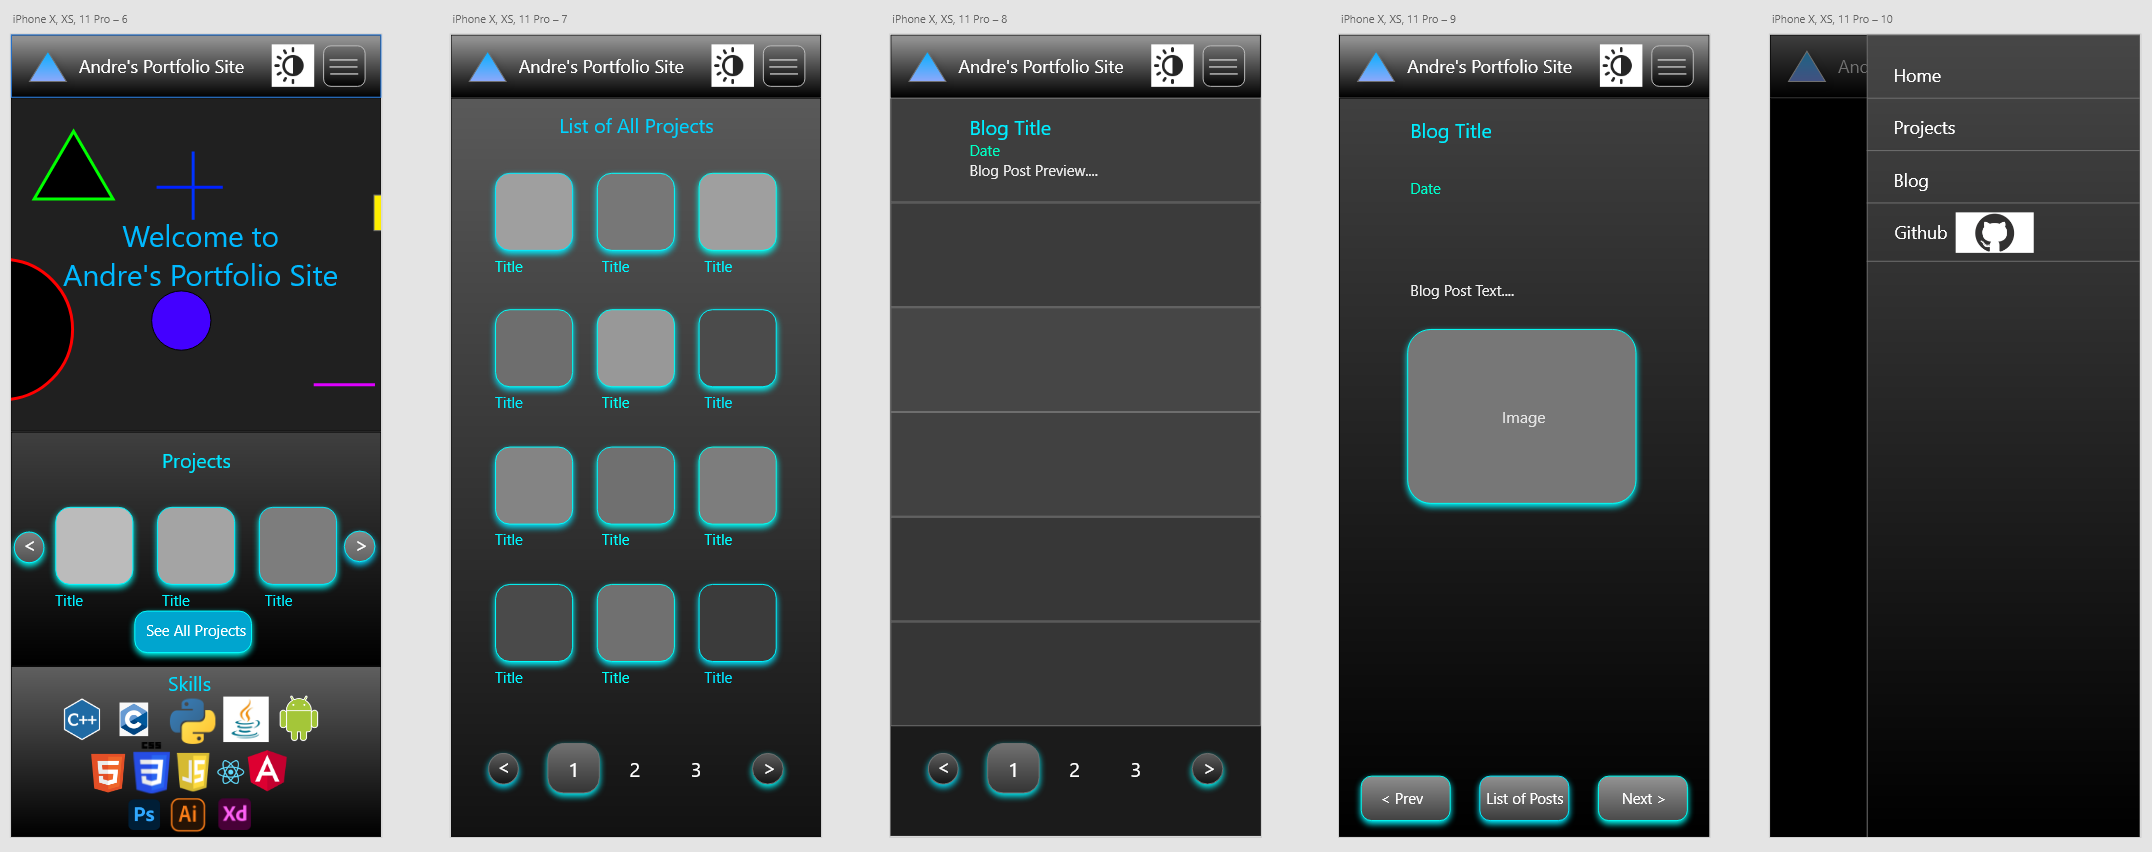 iPhone X, XS, 11 Pro – 6
Andre's Portfolio Site
Welcome to
Andre's Portfolio Site
Projects
<
>
Title
Title
Title
See All Projects
Skills
C++
C
Java
CSS
5
3
JS
A
Ps
Ai
Xd
iPhone X, XS, 11 Pro – 7
Andre's Portfolio Site
List of All Projects
Title
Title
Title
Title
Title
Title
Title
Title
Title
Title
Title
Title
<
1
2
3
>
iPhone X, XS, 11 Pro – 8
Andre's Portfolio Site
Blog Title
Date
Blog Post Preview....
<
1
2
3
>
iPhone X, XS, 11 Pro – 9
Andre's Portfolio Site
Blog Title
Date
Blog Post Text....
Image
< Prev
List of Posts
Next >
iPhone X, XS, 11 Pro – 10
And
Home
Projects
Blog
Github